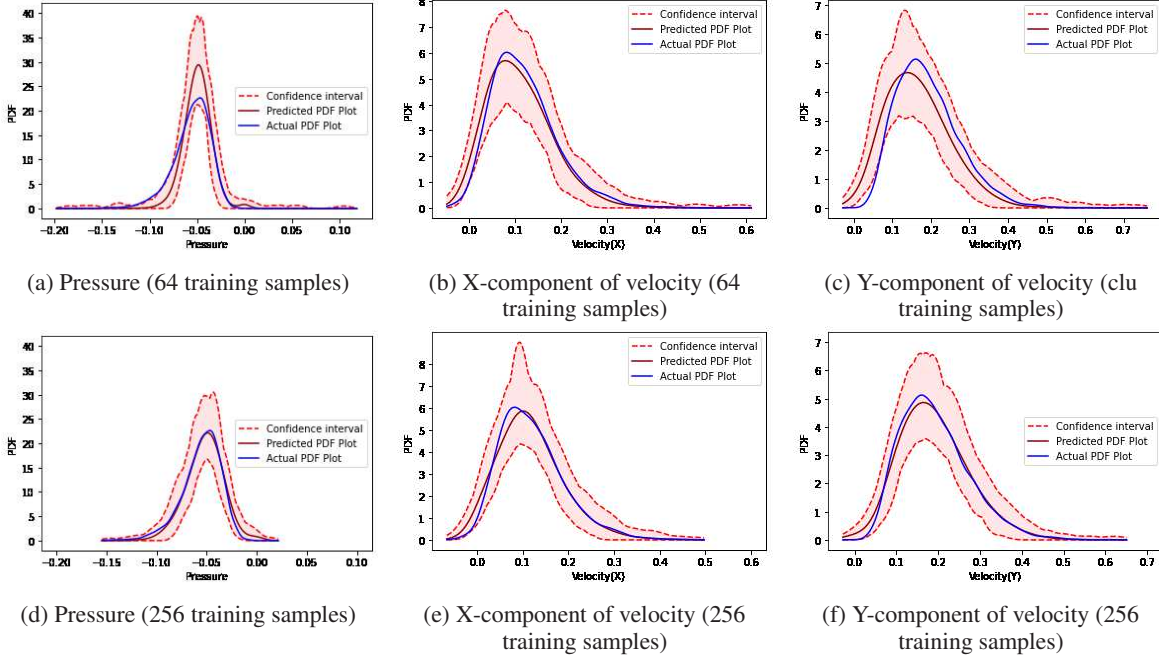 40
35
30
25
20
15
10
5
0
PDF
Confidence interval
Predicted PDF Plot
Actual PDF Plot
−0.20 −0.15 −0.10 −0.05 0.00 0.05 0.10
Pressure
(a) Pressure (64 training samples)
8
7
6
5
4
3
2
1
0
PDF
Confidence interval
Predicted PDF Plot
Actual PDF Plot
0.0 0.1 0.2 0.3 0.4 0.5 0.6
Velocity(X)
(b) X-component of velocity (64
training samples)
7
6
5
4
3
2
1
0
PDF
Confidence interval
Predicted PDF Plot
Actual PDF Plot
0.0 0.1 0.2 0.3 0.4 0.5 0.6 0.7
Velocity(Y)
(c) Y-component of velocity (clu
training samples)
40
35
30
25
20
15
10
5
0
PDF
Confidence interval
Predicted PDF Plot
Actual PDF Plot
−0.20 −0.15 −0.10 −0.05 0.00 0.05 0.10
Pressure
(d) Pressure (256 training samples)
8
7
6
5
4
3
2
1
0
PDF
Confidence interval
Predicted PDF Plot
Actual PDF Plot
0.0 0.1 0.2 0.3 0.4 0.5 0.6
Velocity(X)
(e) X-component of velocity (256
training samples)
7
6
5
4
3
2
1
0
PDF
Confidence interval
Predicted PDF Plot
Actual PDF Plot
0.0 0.1 0.2 0.3 0.4 0.5 0.6 0.7
Velocity(Y)
(f) Y-component of velocity (256
training samples)